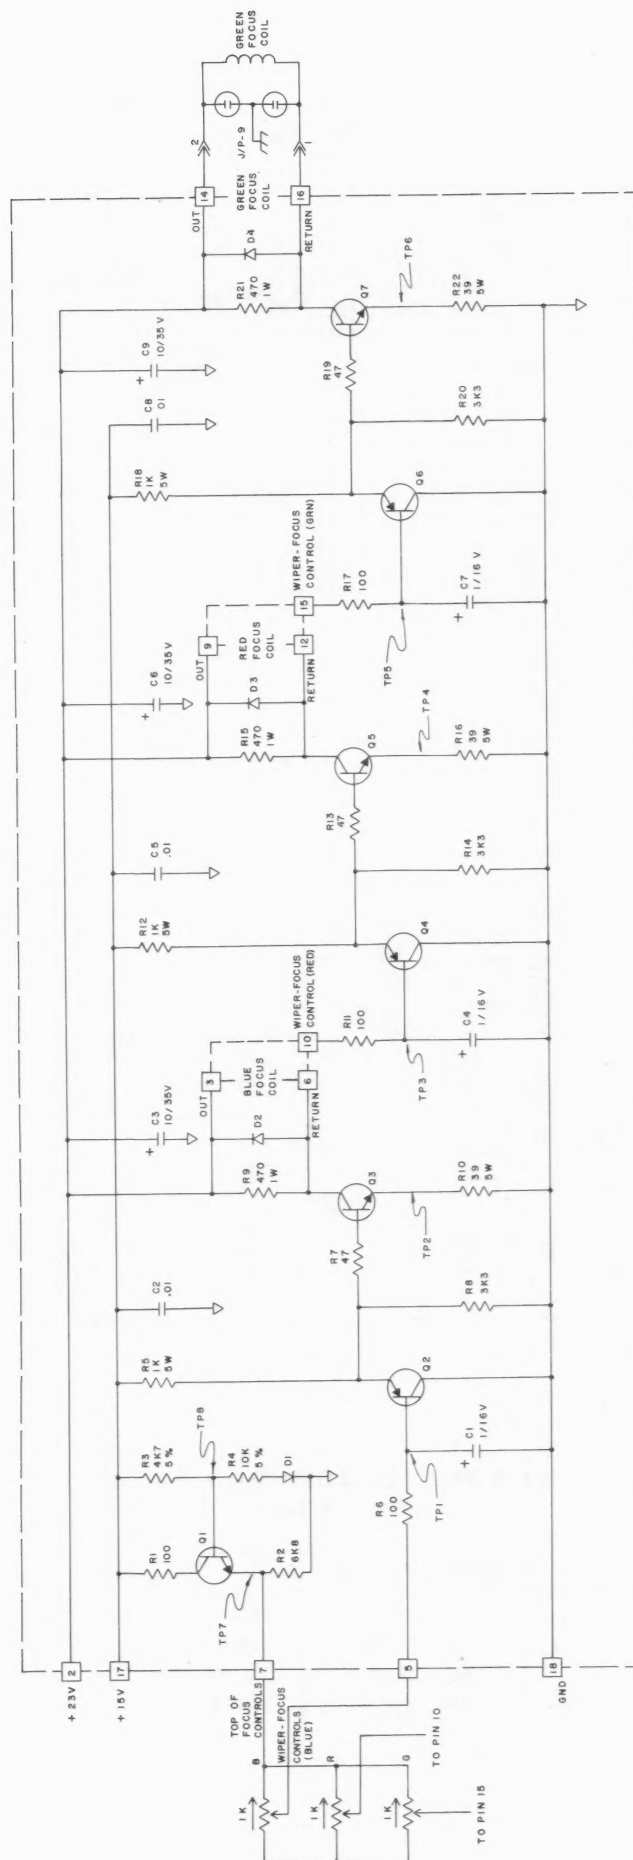 + 23V
2
+ 15V
17
TOP OF
FOCUS
CONTROLS
7
WIPER-FOCUS
CONTROLS
(BLUE)
5
GND
18
B
R
G
1K
1K
1K
TO PIN 10
TO PIN 15
R1
100
Q1
TP7
R2
6K8
R3
4K7
5%
TP8
R4
10K
5%
D1
R6
100
TP1
+
C1
1/16V
R5
1K
5W
Q2
C2
.01
R7
47
R8
3K3
+
C3
10/35V
R9
470
1W
D2
OUT
3
BLUE
FOCUS
COIL
6
RETURN
Q3
TP2
R10
39
5W
WIPER-FOCUS
CONTROL (RED)
10
R11
100
TP3
+
C4
1/16V
R12
1K
5W
Q4
C5
.01
R13
47
R14
3K3
+
C6
10/35V
R15
470
1W
D3
OUT
9
RED
FOCUS
COIL
12
RETURN
Q5
TP4
R16
39
5W
WIPER-FOCUS
CONTROL (GRN)
15
R17
100
TP5
+
C7
1/16V
R18
1K
5W
Q6
C8
.01
R19
47
R20
3K3
+
C9
10/35V
R21
470
1W
D4
OUT
14
GREEN
FOCUS
COIL
16
RETURN
Q7
TP6
R22
39
5W
2
J/P-9
1
GREEN
FOCUS
COIL